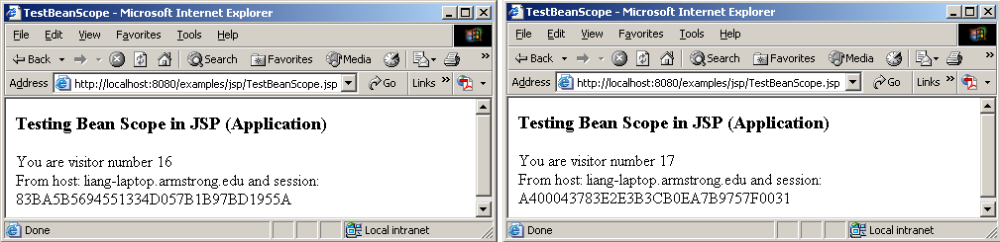 TestBeanScope - Microsoft Internet Explorer
File Edit View Favorites Tools Help
Back Search Favorites Media
Address http://localhost:8080/examples/jsp/TestBeanScope.jsp Go Links
Testing Bean Scope in JSP (Application)
You are visitor number 16
From host: liang-laptop.armstrong.edu and session:
83BA5B5694551334D057B1B97BD1955A
Done Local intranet
TestBeanScope - Microsoft Internet Explorer
File Edit View Favorites Tools Help
Back Search Favorites Media
Address http://localhost:8080/examples/jsp/TestBeanScope.jsp Go Links
Testing Bean Scope in JSP (Application)
You are visitor number 17
From host: liang-laptop.armstrong.edu and session:
A400043783E2E3B3CB0EA7B9757F0031
Done Local intranet